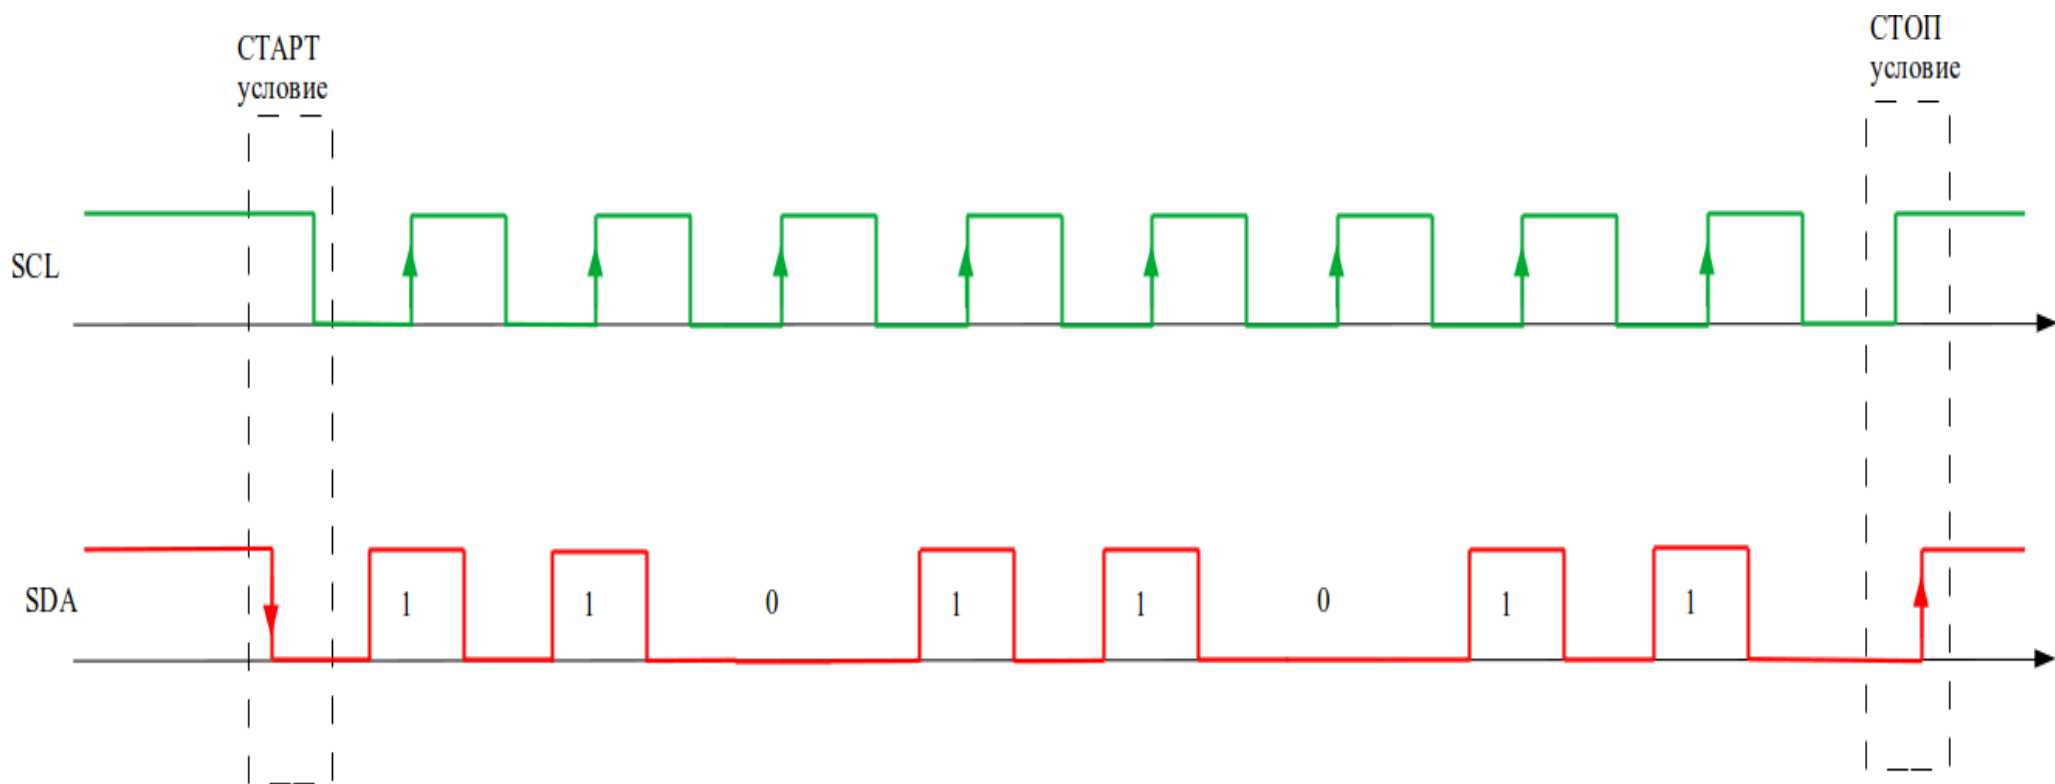 СТАРТ
условие
СТОП
условие
SCL
SDA
1 1 0 1 1 0 1 1